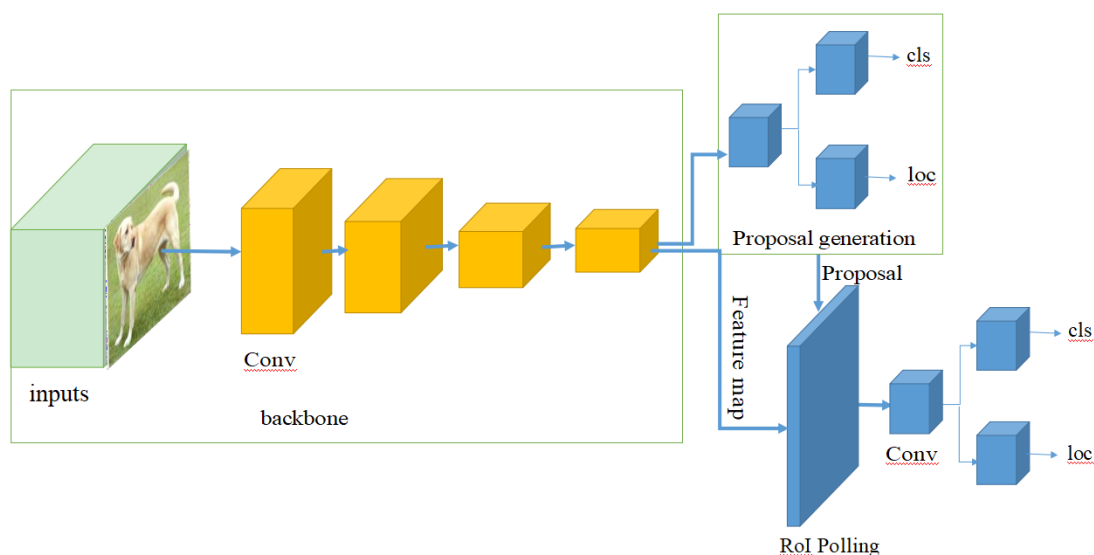 cls
loc
Proposal generation
Proposal
Feature map
Conv
inputs
backbone
cls
Conv
loc
RoI Polling